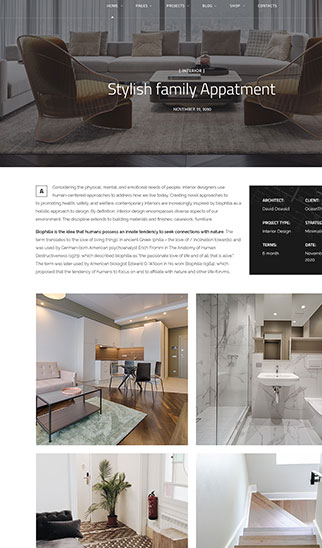 HOME PAGES PROJECTS BLOG SHOP CONTACTS
[ INTERIOR ]
Stylish family Appatment
NOVEMBER 21, 2020
A Considering the physical, mental, and emotional needs of people, interior designers use
human-centered approaches to address how we live today. Creating novel approaches to
to promoting health, safety, and welfare, contemporary interiors are increasingly inspired by biophilia as a
holistic approach to design. By definition, interior design encompasses diverse aspects of our
environment. The discipline extends to building materials and finishes; casework, furniture.
Biophilia is the idea that humans possess an innate tendency to seek connections with nature. The
term translates to 'the love of living things' in ancient Greek (philia = the love of / inclination towards), and
was used by German-born American psychoanalyst Erich Fromm in The Anatomy of Human
Destructiveness (1973), which described biophilia as "the passionate love of life and all that is alive."
The term was later used by American biologist Edward O. Wilson in his work Biophilia (1984), which
proposed that the tendency of humans to focus on and to affiliate with nature and other life-forms.
ARCHITECT: CLIENT:
David Oswald
PROJECT TYPE: STRATEG
Interior Design Minimali
TERMS: DATE:
6 month Novem
2020